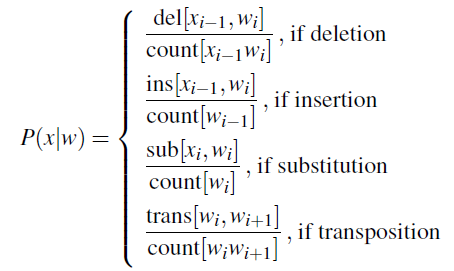 P(x|w) =
del[x_{i−1}, w_i] / count[x_{i−1}w_i] , if deletion
ins[x_{i−1}, w_i] / count[w_{i−1}] , if insertion
sub[x_i, w_i] / count[w_i] , if substitution
trans[w_i, w_{i+1}] / count[w_iw_{i+1}] , if transposition